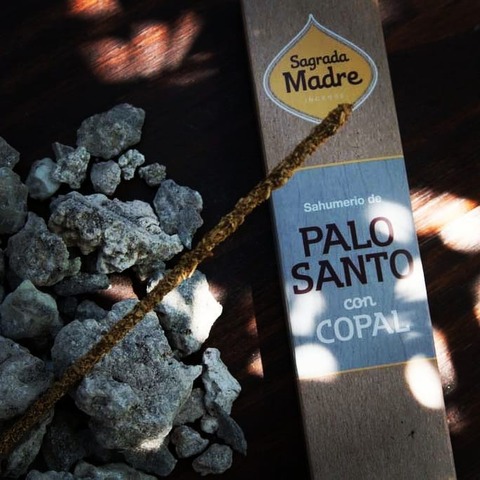 Sagrada
Madre
Sahumerio de
PALO
SANTO
con
COPAL